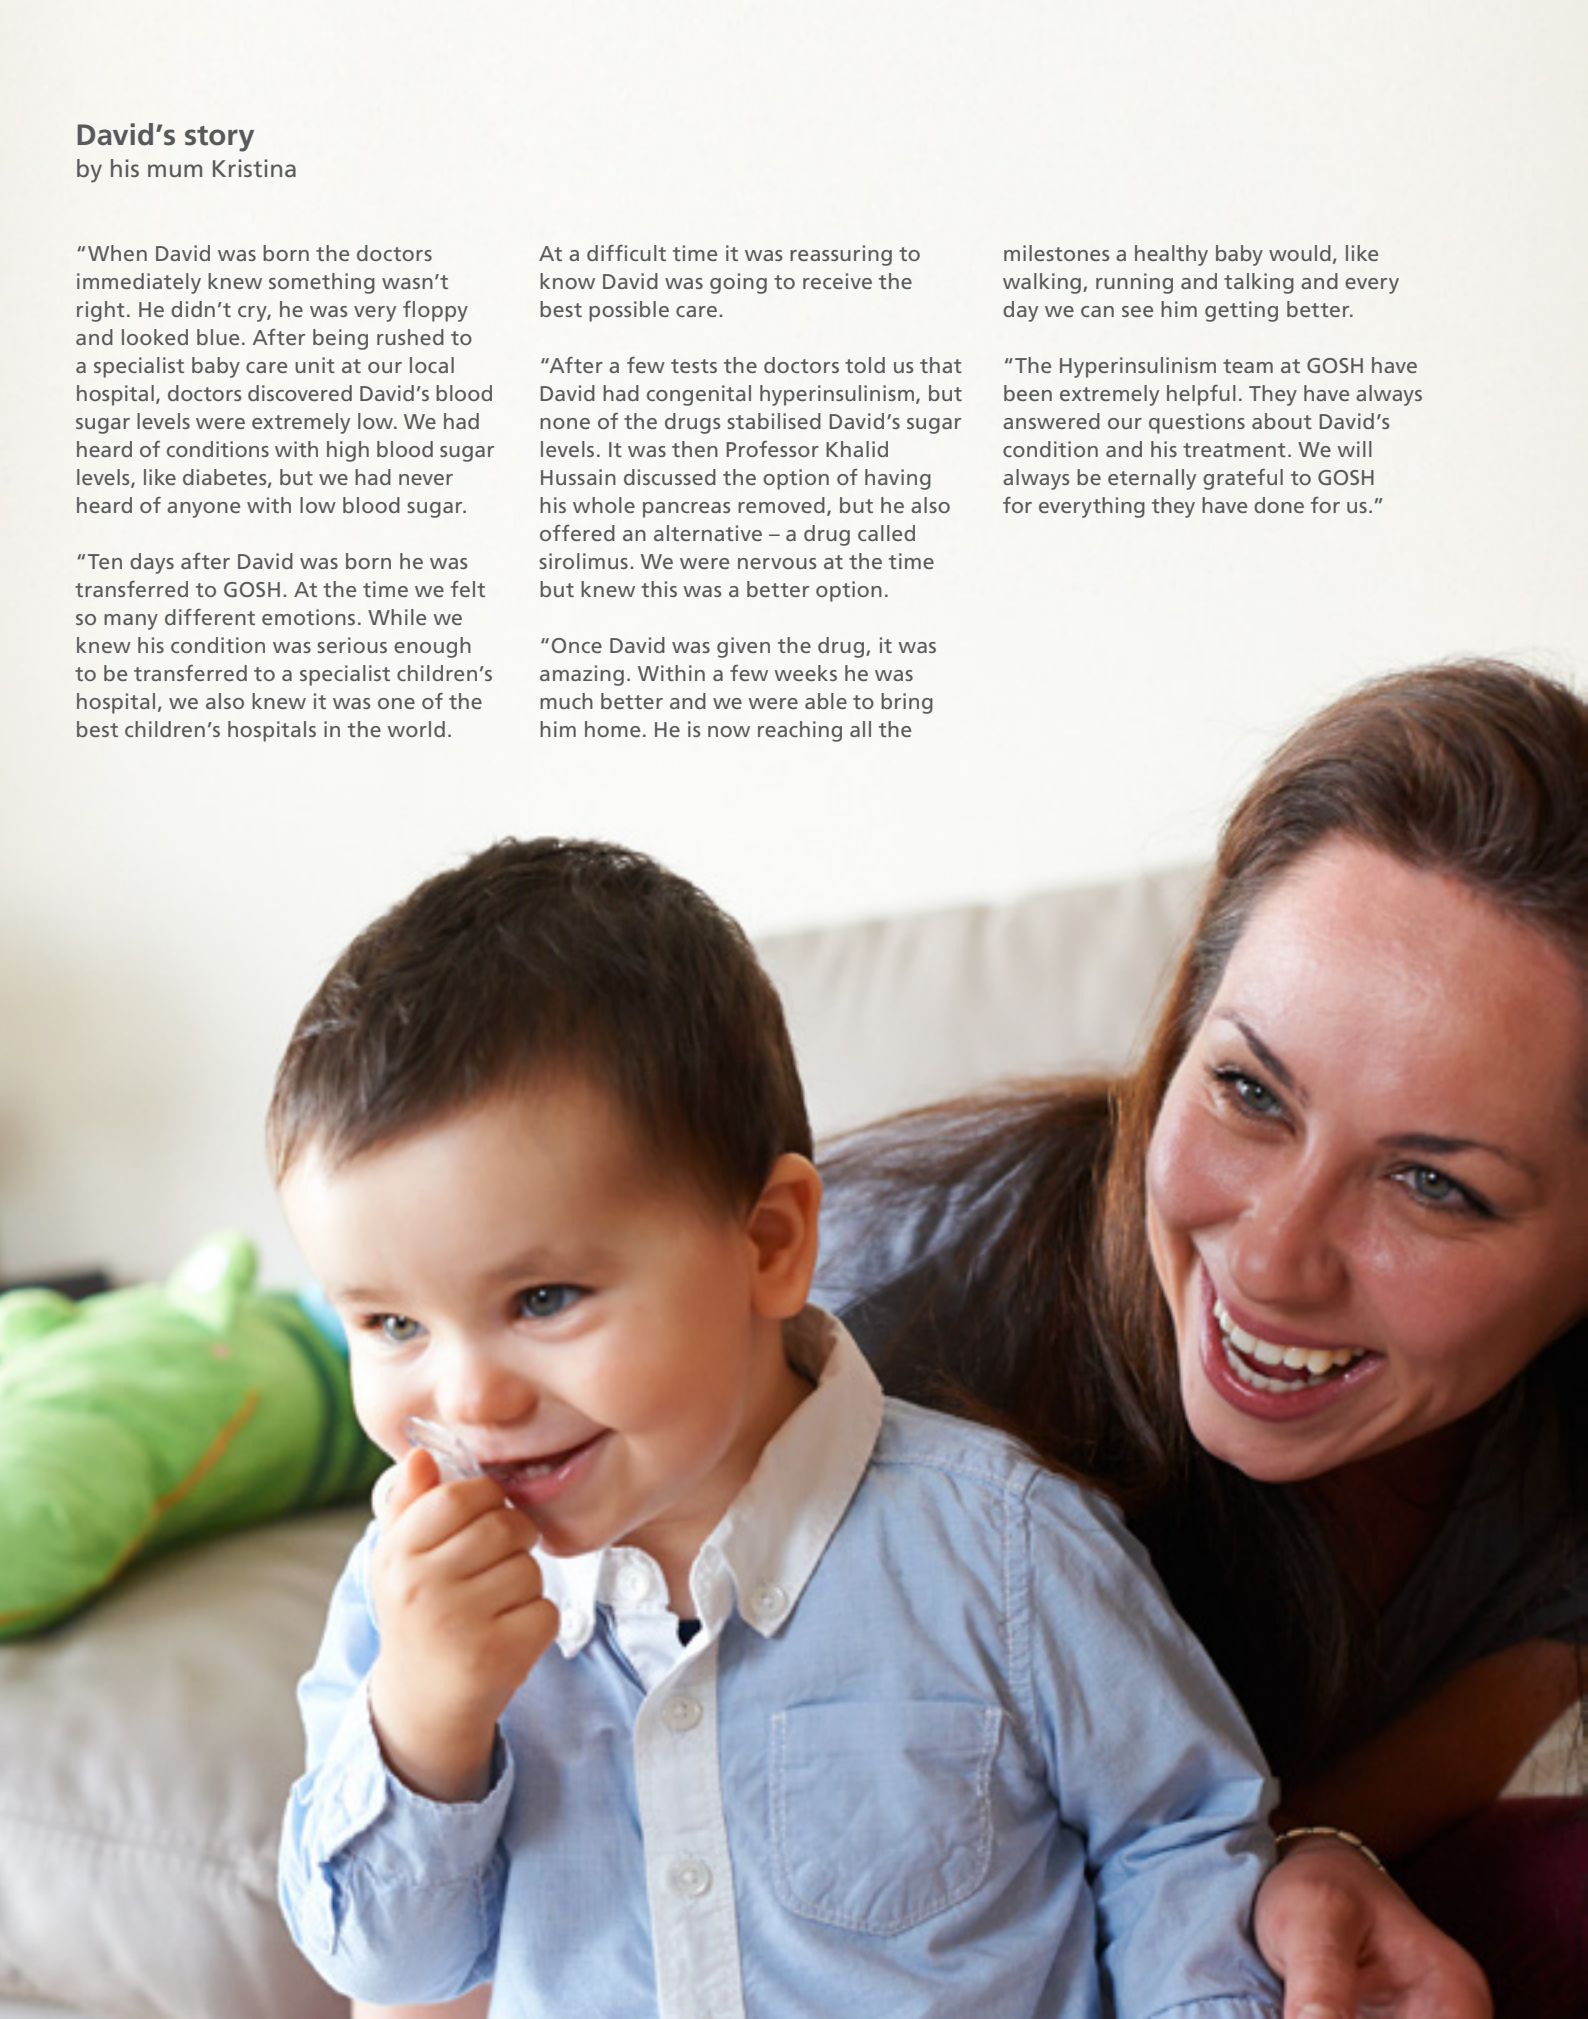 David’s story
by his mum Kristina
“When David was born the doctors
immediately knew something wasn’t
right. He didn’t cry, he was very floppy
and looked blue. After being rushed to
a specialist baby care unit at our local
hospital, doctors discovered David’s blood
sugar levels were extremely low. We had
heard of conditions with high blood sugar
levels, like diabetes, but we had never
heard of anyone with low blood sugar.
“Ten days after David was born he was
transferred to GOSH. At the time we felt
so many different emotions. While we
knew his condition was serious enough
to be transferred to a specialist children’s
hospital, we also knew it was one of the
best children’s hospitals in the world.
At a difficult time it was reassuring to
know David was going to receive the
best possible care.
“After a few tests the doctors told us that
David had congenital hyperinsulinism, but
none of the drugs stabilised David’s sugar
levels. It was then Professor Khalid
Hussain discussed the option of having
his whole pancreas removed, but he also
offered an alternative – a drug called
sirolimus. We were nervous at the time
but knew this was a better option.
“Once David was given the drug, it was
amazing. Within a few weeks he was
much better and we were able to bring
him home. He is now reaching all the
milestones a healthy baby would, like
walking, running and talking and every
day we can see him getting better.
“The Hyperinsulinism team at GOSH have
been extremely helpful. They have always
answered our questions about David’s
condition and his treatment. We will
always be eternally grateful to GOSH
for everything they have done for us.”